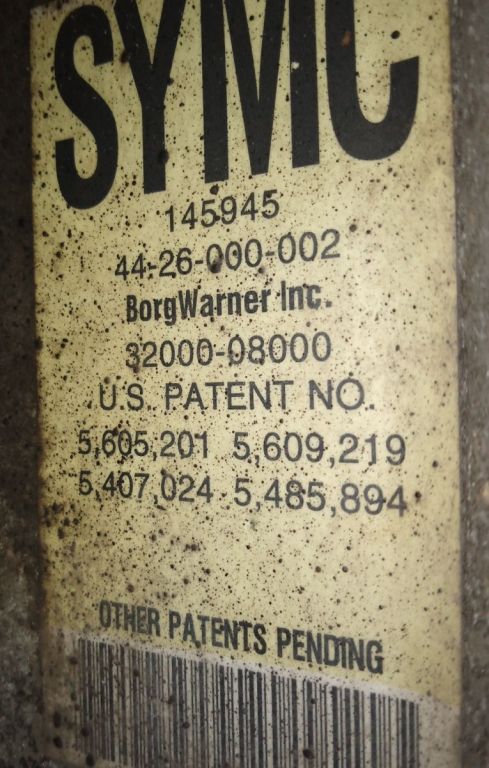 SYMC
145945
44-26-000-002
BorgWarner Inc.
32000-08000
U.S. PATENT NO.
5,605,201 5,609,219
5,407,024 5,485,894
OTHER PATENTS PENDING